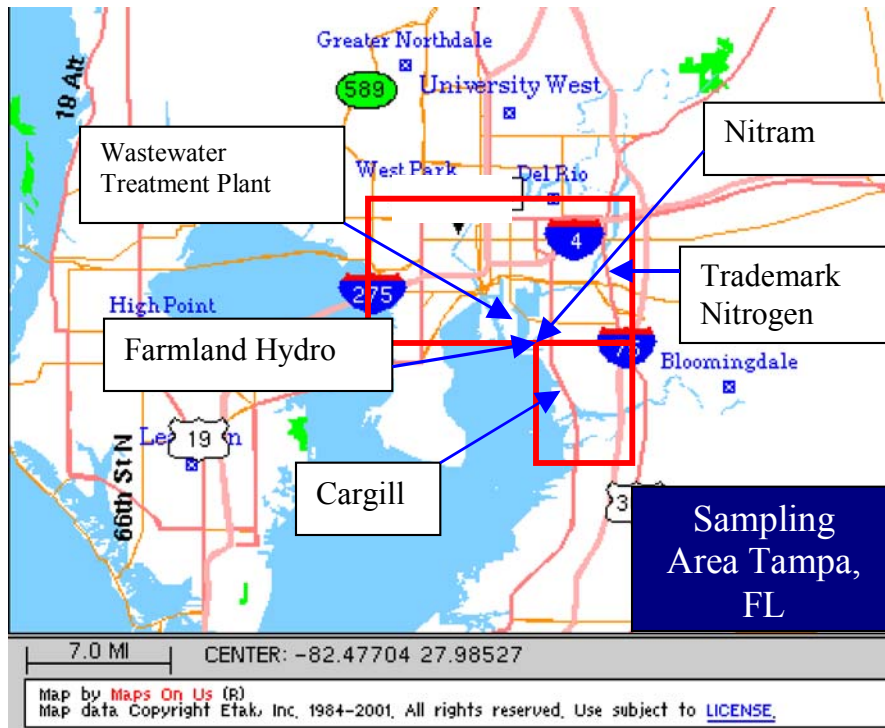 Greater Northdale
18 Alt
589
University West
Wastewater
Treatment Plant
Nitram
West Park
Del Rio
4
Trademark
Nitrogen
275
High Point
Farmland Hydro
75
Bloomingdale
19
66th St N
Cargill
Sampling
Area Tampa,
FL
7.0 MI
CENTER: -82.47704 27.98527
Map by Maps On Us (R)
Map data Copyright Etak, Inc. 1984-2001. All rights reserved. Use subject to LICENSE.